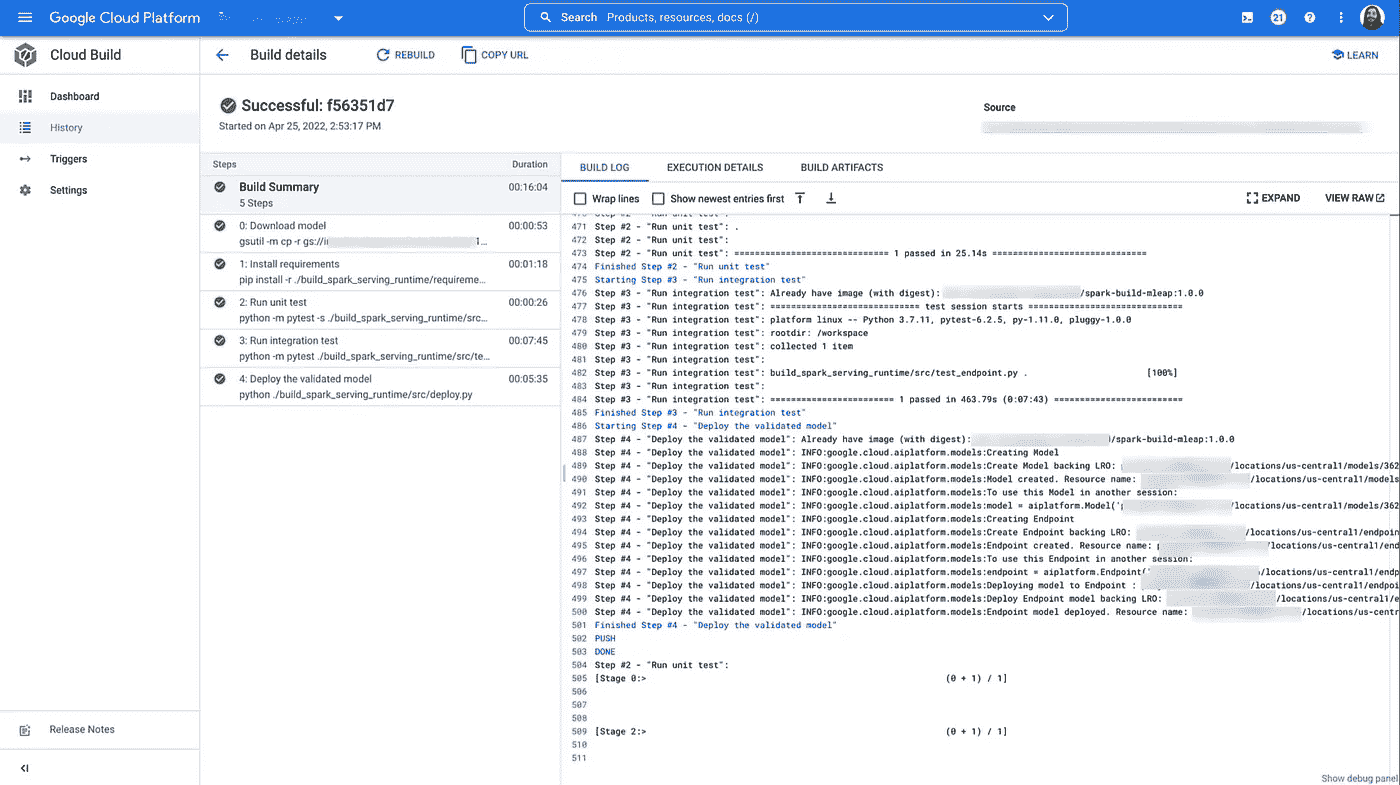 Google Cloud Platform
Search Products, resources, docs (/)
21
Cloud Build
Build details
REBUILD
COPY URL
LEARN
Dashboard
History
Triggers
Settings
Release Notes
Successful: f56351d7
Started on Apr 25, 2022, 2:53:17 PM
Source
Steps Duration
Build Summary 00:16:04
5 Steps
0: Download model 00:00:53
gsutil -m cp -r gs://i 1...
1: Install requirements 00:01:18
pip install -r ./build_spark_serving_runtime/requireme...
2: Run unit test 00:00:26
python -m pytest -s ./build_spark_serving_runtime/src...
3: Run integration test 00:07:45
python -m pytest ./build_spark_serving_runtime/src/te...
4: Deploy the validated model 00:05:35
python ./build_spark_serving_runtime/src/deploy.py
BUILD LOG EXECUTION DETAILS BUILD ARTIFACTS
Wrap lines Show newest entries first EXPAND VIEW RAW
470 Step #2 - "Run unit test":
471 Step #2 - "Run unit test": .
472 Step #2 - "Run unit test":
473 Step #2 - "Run unit test": ============================= 1 passed in 25.14s =============================
474 Finished Step #2 - "Run unit test"
475 Starting Step #3 - "Run integration test"
476 Step #3 - "Run integration test": Already have image (with digest): /spark-build-mleap:1.0.0
477 Step #3 - "Run integration test": ============================ test session starts =============================
478 Step #3 - "Run integration test": platform linux -- Python 3.7.11, pytest-6.2.5, py-1.11.0, pluggy-1.0.0
479 Step #3 - "Run integration test": rootdir: /workspace
480 Step #3 - "Run integration test": collected 1 item
481 Step #3 - "Run integration test":
482 Step #3 - "Run integration test": build_spark_serving_runtime/src/test_endpoint.py . [100%]
483 Step #3 - "Run integration test":
484 Step #3 - "Run integration test": ======================== 1 passed in 463.79s (0:07:43) =========================
485 Finished Step #3 - "Run integration test"
486 Starting Step #4 - "Deploy the validated model"
487 Step #4 - "Deploy the validated model": Already have image (with digest): /spark-build-mleap:1.0.0
488 Step #4 - "Deploy the validated model": INFO:google.cloud.aiplatform.models:Creating Model
489 Step #4 - "Deploy the validated model": INFO:google.cloud.aiplatform.models:Create Model backing LRO: /locations/us-central1/models/362
490 Step #4 - "Deploy the validated model": INFO:google.cloud.aiplatform.models:Model created. Resource name: /locations/us-central1/models
491 Step #4 - "Deploy the validated model": INFO:google.cloud.aiplatform.models:To use this Model in another session:
492 Step #4 - "Deploy the validated model": INFO:google.cloud.aiplatform.models:model = aiplatform.Model('p /locations/us-central1/models/362
493 Step #4 - "Deploy the validated model": INFO:google.cloud.aiplatform.models:Creating Endpoint
494 Step #4 - "Deploy the validated model": INFO:google.cloud.aiplatform.models:Create Endpoint backing LRO: /locations/us-central1/endpoin
495 Step #4 - "Deploy the validated model": INFO:google.cloud.aiplatform.models:Endpoint created. Resource name: p /locations/us-central1/end
496 Step #4 - "Deploy the validated model": INFO:google.cloud.aiplatform.models:To use this Endpoint in another session:
497 Step #4 - "Deploy the validated model": INFO:google.cloud.aiplatform.models:endpoint = aiplatform.Endpoint(' /locations/us-central1/endp
498 Step #4 - "Deploy the validated model": INFO:google.cloud.aiplatform.models:Deploying model to Endpoint : /locations/us-central1/endpoi
499 Step #4 - "Deploy the validated model": INFO:google.cloud.aiplatform.models:Deploy Endpoint model backing LRO: /locations/us-central1/e
500 Step #4 - "Deploy the validated model": INFO:google.cloud.aiplatform.models:Endpoint model deployed. Resource name: /locations/us-centr
501 Finished Step #4 - "Deploy the validated model"
502 PUSH
503 DONE
504 Step #2 - "Run unit test":
505 [Stage 0:> (0 + 1) / 1]
506
507
508
509 [Stage 2:> (0 + 1) / 1]
510
511
Show debug panel